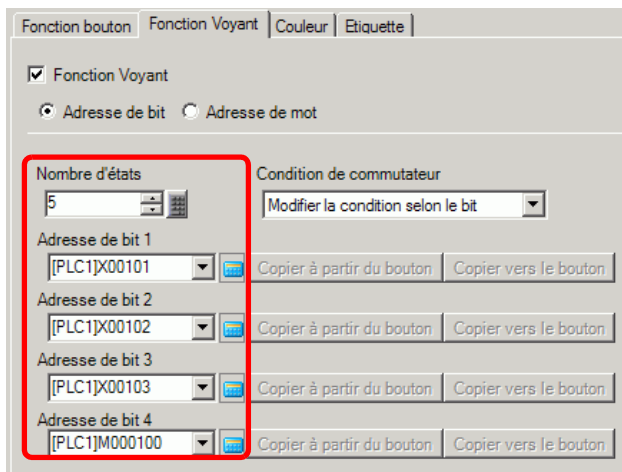 Fonction bouton Fonction Voyant Couleur Etiquette
Fonction Voyant
Adresse de bit Adresse de mot
Nombre d'états Condition de commutateur
5 Modifier la condition selon le bit
Adresse de bit 1
[PLC1]X00101 Copier à partir du bouton Copier vers le bouton
Adresse de bit 2
[PLC1]X00102 Copier à partir du bouton Copier vers le bouton
Adresse de bit 3
[PLC1]X00103 Copier à partir du bouton Copier vers le bouton
Adresse de bit 4
[PLC1]M000100 Copier à partir du bouton Copier vers le bouton